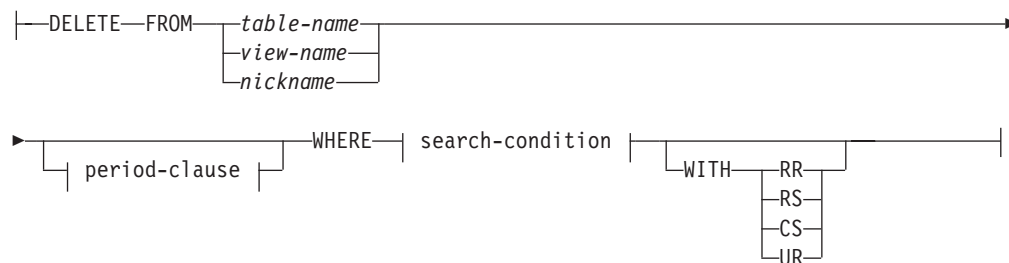 DELETE FROM table-name
view-name
nickname
WHERE search-condition
period-clause
WITH RR
RS
CS
UR